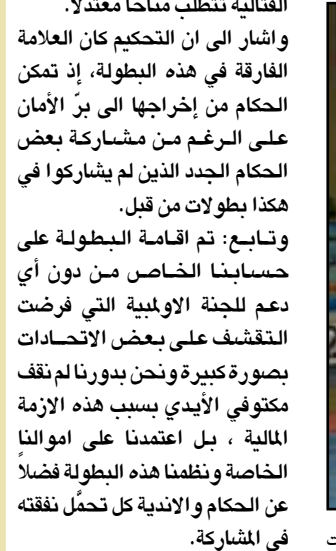 القتالية تتطلب مناخاً معتدلاً.
واشار الى ان التحكيم كان العلامة
الفارقة في هذه البطولة، إذ تمكن
الحكام من إخراجها الى برّ الأمان
على الرغم من مشاركة بعض
الحكام الجدد الذين لم يشاركوا في
هكذا بطولات من قبل.
وتابع: تم اقامة البطولة على
حسابنا الخاص من دون أي
دعم للجنة الاولمبية التي فرضت
التقشف على بعض الاتحادات
بصورة كبيرة ونحن بدورنا لم نقف
مكتوفي الأيدي بسبب هذه الازمة
المالية ، بل اعتمدنا على اموالنا
الخاصة ونظمنا هذه البطولة فضلاً
عن الحكام والاندية كل تحمَّل نفقته
في المشاركة.